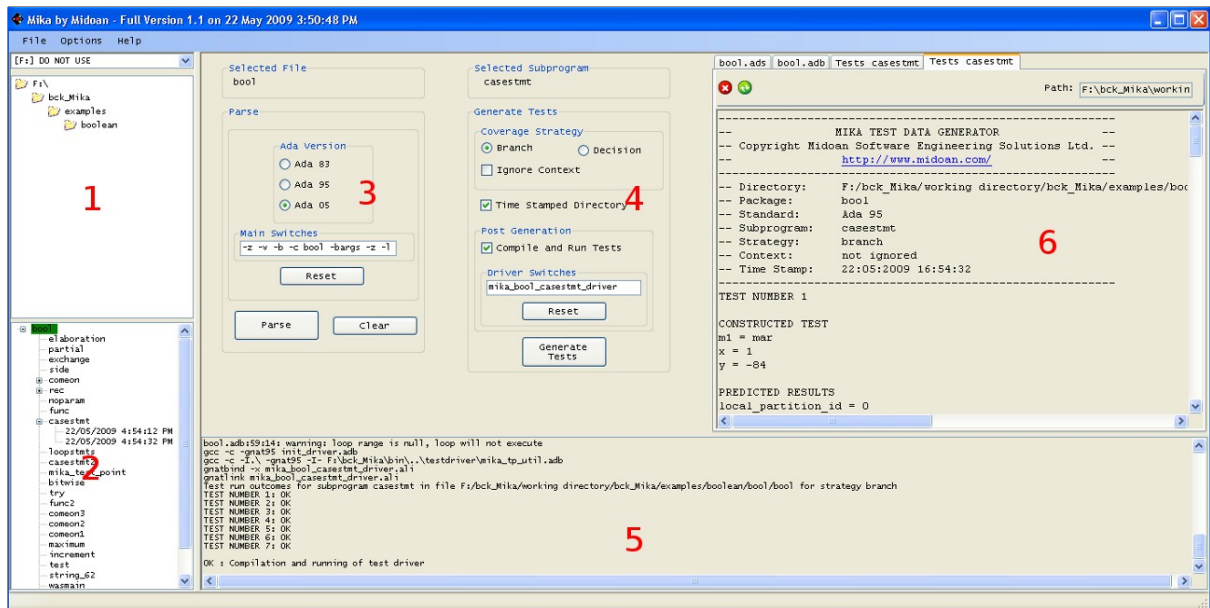 Mika by Midoan - Full Version 1.1 on 22 May 2009 3:50:48 PM
File Options Help
[F:] DO NOT USE
F:\
bck_Mika
examples
boolean
1
bool
elaboration
partial
exchange
side
comeon
rec
noparam
func
casestmt
22/05/2009 4:54:12 PM
22/05/2009 4:54:32 PM
loopstmts
casestmt2
mika_test_point
bitwise
try
func2
comeon3
comeon2
comeon1
maximum
increment
test
string_62
wasmain
2
Selected File
bool
Parse
Ada Version
Ada 83
Ada 95
Ada 05
3
Main Switches
-z -v -b -c bool -bargs -z -l
Reset
Parse Clear
Selected Subprogram
casestmt
Generate Tests
Coverage Strategy
Branch Decision
Ignore Context
4
Time Stamped Directory
Post Generation
Compile and Run Tests
Driver Switches
mika_bool_casestmt_driver
Reset
Generate
Tests
bool.ads bool.adb Tests casestmt Tests casestmt
Path: F:\bck_Mika\workin
-------------------------------------------------------------
-- MIKA TEST DATA GENERATOR --
-- Copyright Midoan Software Engineering Solutions Ltd. --
-- http://www.midoan.com/ --
-------------------------------------------------------------
-- Directory: F:/bck_Mika/working directory/bck_Mika/examples/boo
-- Package: bool
-- Standard: Ada 95
-- Subprogram: casestmt
-- Strategy: branch
-- Context: not ignored
-- Time Stamp: 22:05:2009 16:54:32
-------------------------------------------------------------
6
TEST NUMBER 1
CONSTRUCTED TEST
m1 = mar
x = 1
y = -84
PREDICTED RESULTS
local_partition_id = 0
bool.adb:59:14: warning: loop range is null, loop will not execute
gcc -c -gnat95 init_driver.adb
gcc -c -I.\ -gnat95 -I- F:\bck_Mika\bin\..\testdriver\mika_tp_util.adb
gnatbind -x mika_bool_casestmt_driver.ali
gnatlink mika_bool_casestmt_driver.ali
Test run outcomes for subprogram casestmt in file F:/bck_Mika/working directory/bck_Mika/examples/boolean/bool/bool for strategy branch
TEST NUMBER 1: OK
TEST NUMBER 2: OK
TEST NUMBER 3: OK
TEST NUMBER 4: OK
TEST NUMBER 5: OK
TEST NUMBER 6: OK
TEST NUMBER 7: OK
OK : Compilation and running of test driver
5